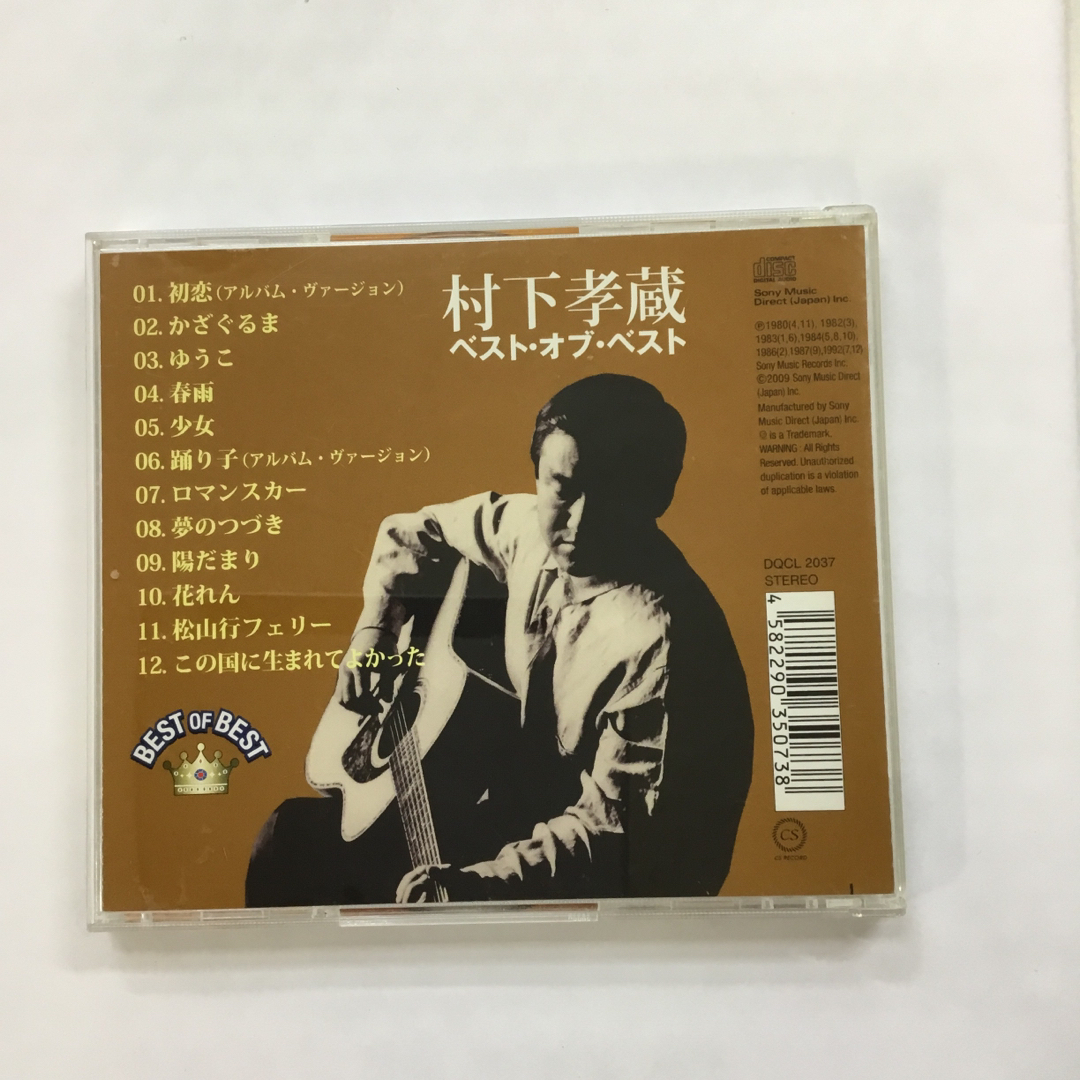 01. 初恋(アルバム・ヴァージョン)
02. かざぐるま
03. ゆうこ
04. 春雨
05. 少女
06. 踊り子(アルバム・ヴァージョン)
07. ロマンスカー
08. 夢のつづき
09. 陽だまり
10. 花れん
11. 松山行フェリー
12. この国に生まれてよかった
BEST OF BEST
村下孝蔵
ベスト・オブ・ベスト
COMPACT
disc
DIGITAL AUDIO
Sony Music
Direct (Japan) Inc.
Ⓟ1980(4,11), 1982(3),
1983(1,6),1984(5,8,10),
1986(2),1987(9),1992(7,12)
Sony Music Records Inc.
©2009 Sony Music Direct
(Japan) Inc.
Manufactured by Sony
Music Direct (Japan) Inc.
is a Trademark.
WARNING : All Rights
Reserved. Unauthorized
duplication is a violation
of applicable laws.
DQCL 2037
STEREO
4 582290 350738
CS
CS RECORD